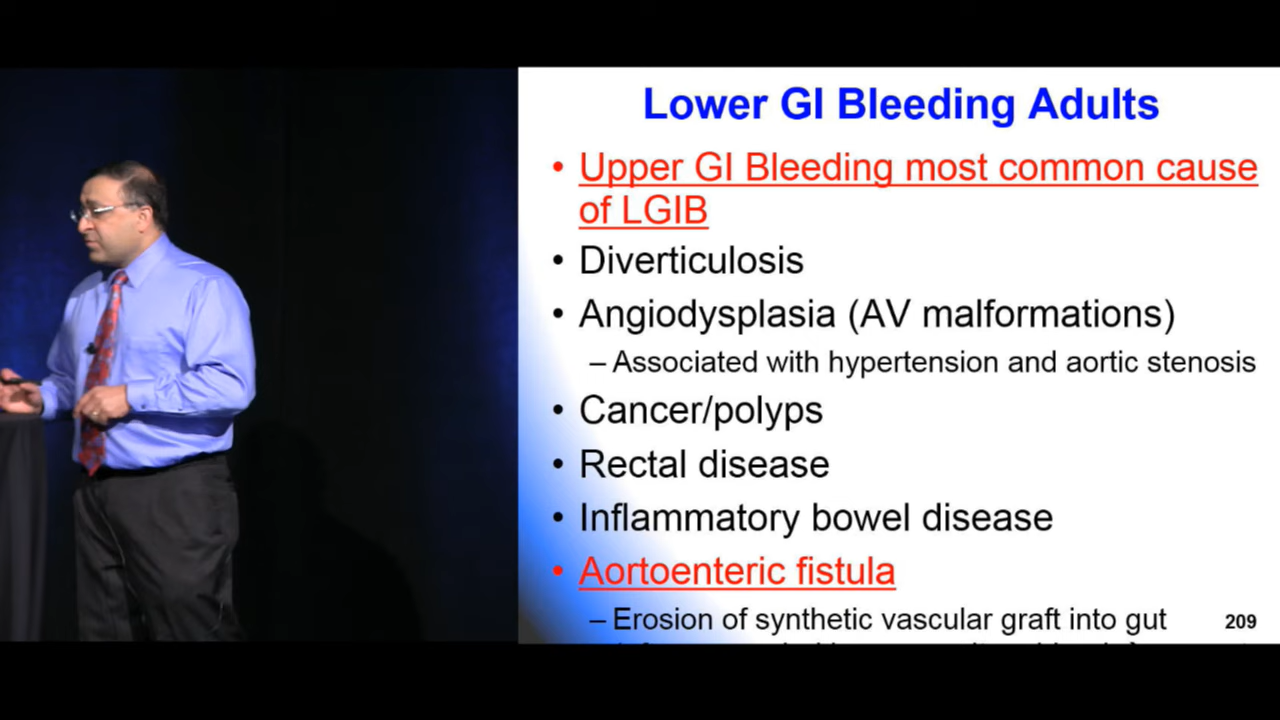 Lower GI Bleeding Adults
• Upper GI Bleeding most common cause
of LGIB
• Diverticulosis
• Angiodysplasia (AV malformations)
– Associated with hypertension and aortic stenosis
• Cancer/polyps
• Rectal disease
• Inflammatory bowel disease
• Aortoenteric fistula
– Erosion of synthetic vascular graft into gut
209